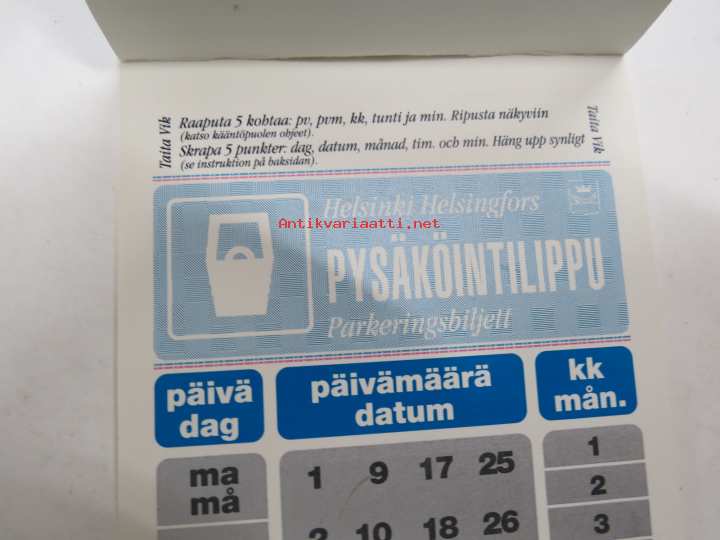 Taita Vik
Raaputa 5 kohtaa: pv, pvm, kk, tunti ja min. Ripusta näkyviin
(katso kääntöpuolen ohjeet).
Skrapa 5 punkter: dag, datum, månad, tim. och min. Häng upp synligt
(se instruktion på baksidan).
Taita Vik
Helsinki Helsingfors
Antikvariaatti.net
PYSÄKÖINTILIPPU
Parkeringsbiljett
päivä
dag
päivämäärä
datum
kk
mån.
ma
må
1 9 17 25
2 10 18 26
1
2
3